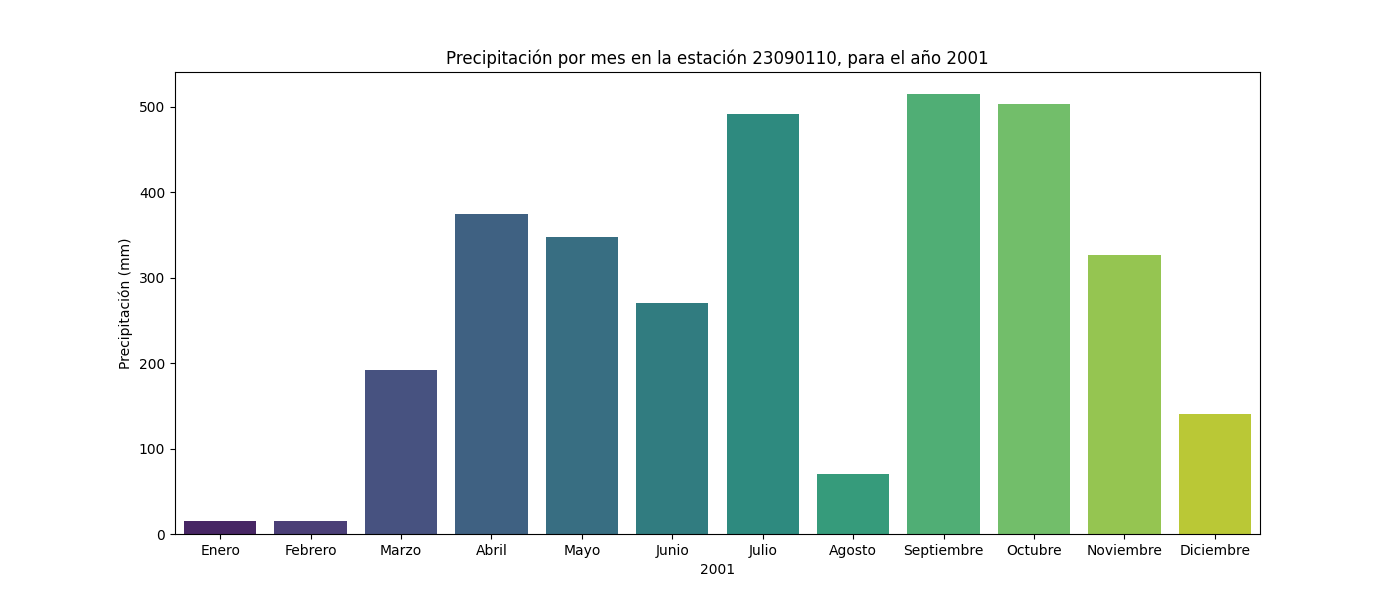 Precipitación por mes en la estación 23090110, para el año 2001
Precipitación (mm)
500
400
300
200
100
0
Enero Febrero Marzo Abril Mayo Junio Julio Agosto Septiembre Octubre Noviembre Diciembre
2001